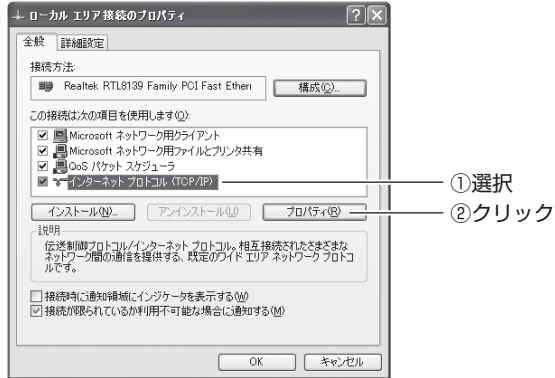 ローカル エリア接続のプロパティ
全般 詳細設定
接続方法:
Realtek RTL8139 Family PCI Fast Ethern
構成(C)...
この接続は次の項目を使用します(O):
Microsoft ネットワーク用クライアント
Microsoft ネットワーク用ファイルとプリンタ共有
QoS パケット スケジューラ
インターネット プロトコル (TCP/IP)
①選択
インストール(N)... アンインストール(U) プロパティ(R)
②クリック
説明
伝送制御プロトコル/インターネット プロトコル。相互接続されたさまざまな
ネットワーク間の通信を提供する、既定のワイド エリア ネットワーク プロトコ
ルです。
接続時に通知領域にインジケータを表示する(W)
接続が限られているか利用不可能な場合に通知する(M)
OK キャンセル